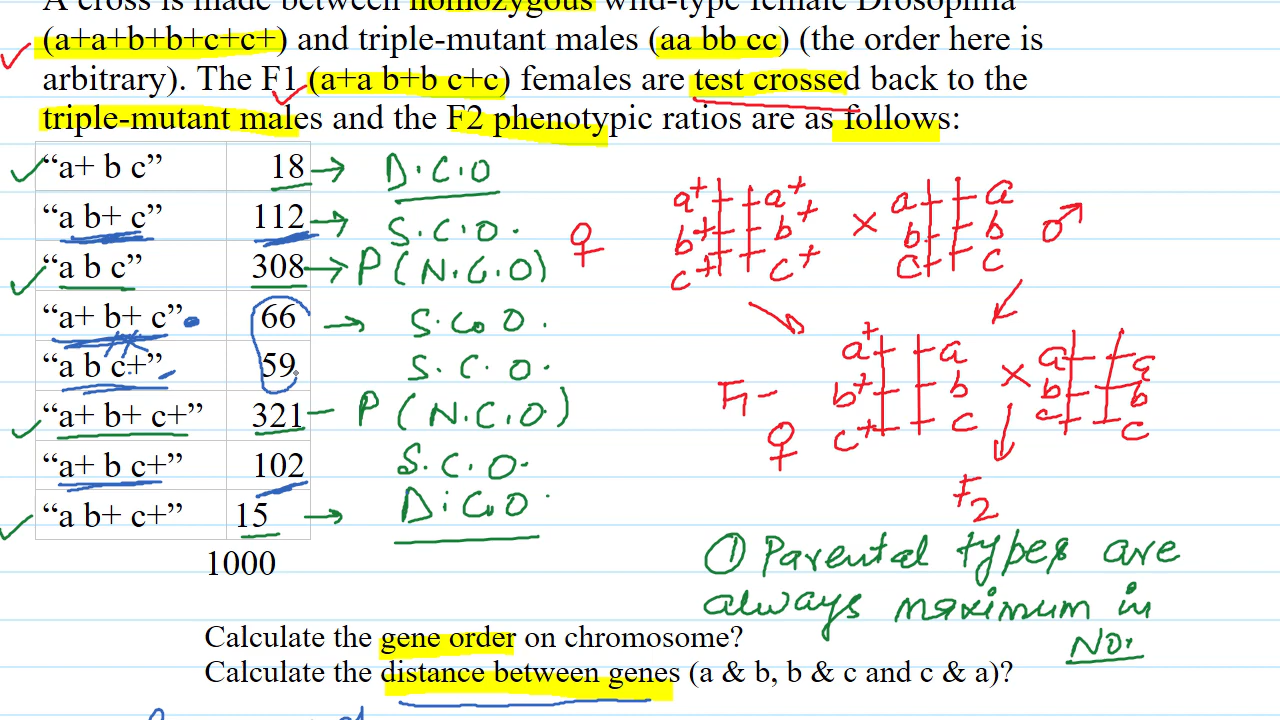 A cross is made between homozygous wild-type female Drosophila
(a+a+b+b+c+c+) and triple-mutant males (aa bb cc) (the order here is
arbitrary). The F1 (a+a b+b c+c) females are test crossed back to the
triple-mutant males and the F2 phenotypic ratios are as follows:
“a+ b c” 18 → D.C.O
“a b+ c” 112 → S.C.O.
“a b c” 308 → P (N.C.O)
“a+ b+ c” 66 → S.C.O.
“a b c+” 59 S.C.O.
“a+ b+ c+” 321 – P (N.C.O)
“a+ b c+” 102 S.C.O.
“a b+ c+” 15 → D.C.O
1000
♀ a+ a+ × a a ♂
b+ b+ b b
c+ c+ c c
F1 – a+ a × a a
b+ b b b
♀ c+ c c c
F2
① Parental types are
always maximum in
No.
Calculate the gene order on chromosome?
Calculate the distance between genes (a & b, b & c and c & a)?